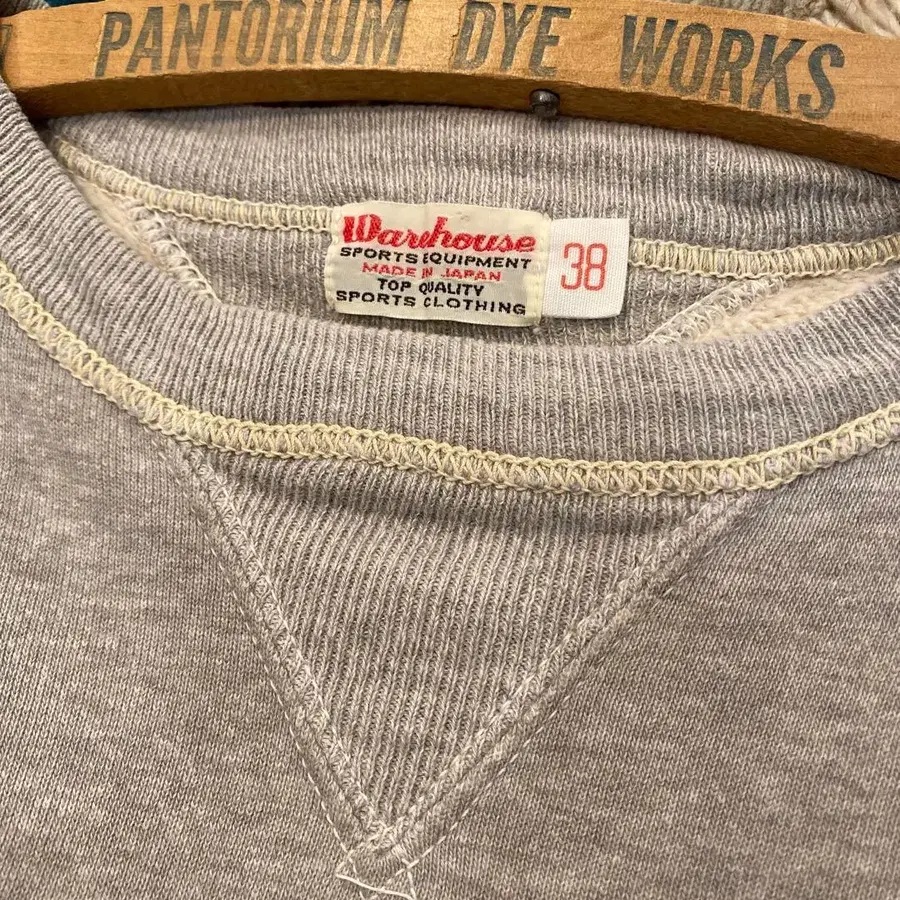 PANTORIUM DYE WORKS
Warehouse
SPORTS EQUIPMENT
MADE IN JAPAN
TOP QUALITY
SPORTS CLOTHING
38